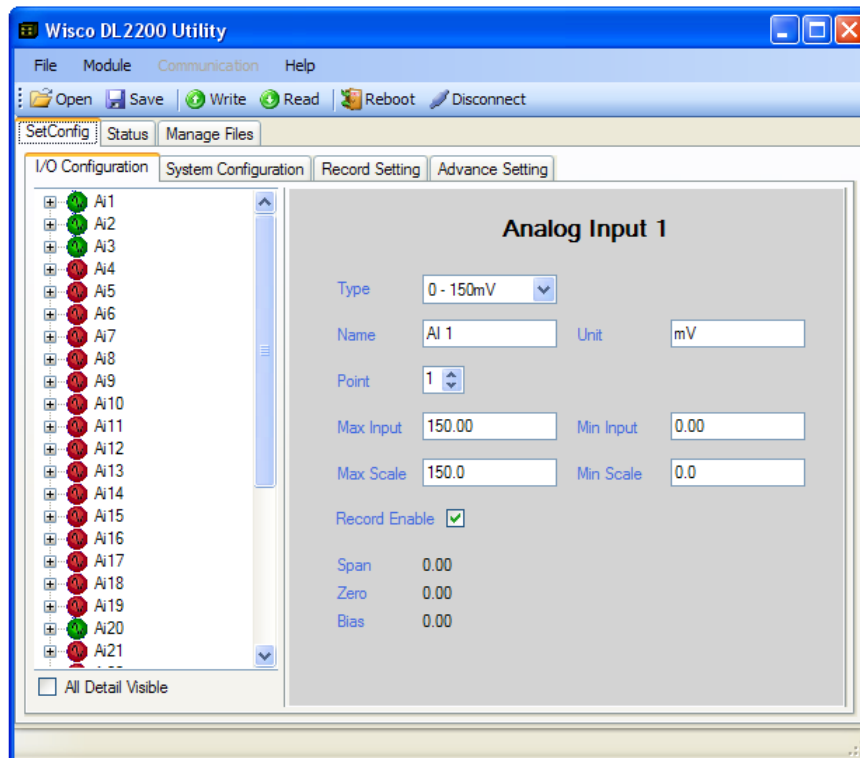 Wisco DL2200 Utility
File Module Communication Help
Open Save Write Read Reboot Disconnect
SetConfig Status Manage Files
I/O Configuration System Configuration Record Setting Advance Setting
Ai1
Ai2
Ai3
Ai4
Ai5
Ai6
Ai7
Ai8
Ai9
Ai10
Ai11
Ai12
Ai13
Ai14
Ai15
Ai16
Ai17
Ai18
Ai19
Ai20
Ai21
All Detail Visible
Analog Input 1
Type 0 - 150mV
Name AI 1 Unit mV
Point 1
Max Input 150.00 Min Input 0.00
Max Scale 150.0 Min Scale 0.0
Record Enable
Span 0.00
Zero 0.00
Bias 0.00